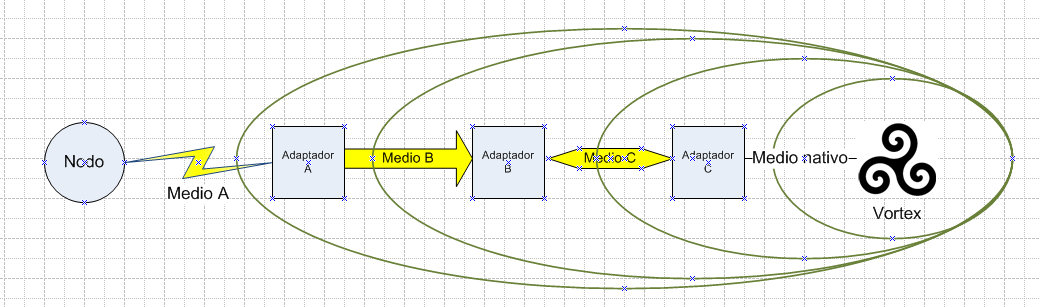 Nodo
Medio A
Adaptador
A
Medio B
Adaptador
B
Medio C
Adaptador
C
Medio nativo
Vortex